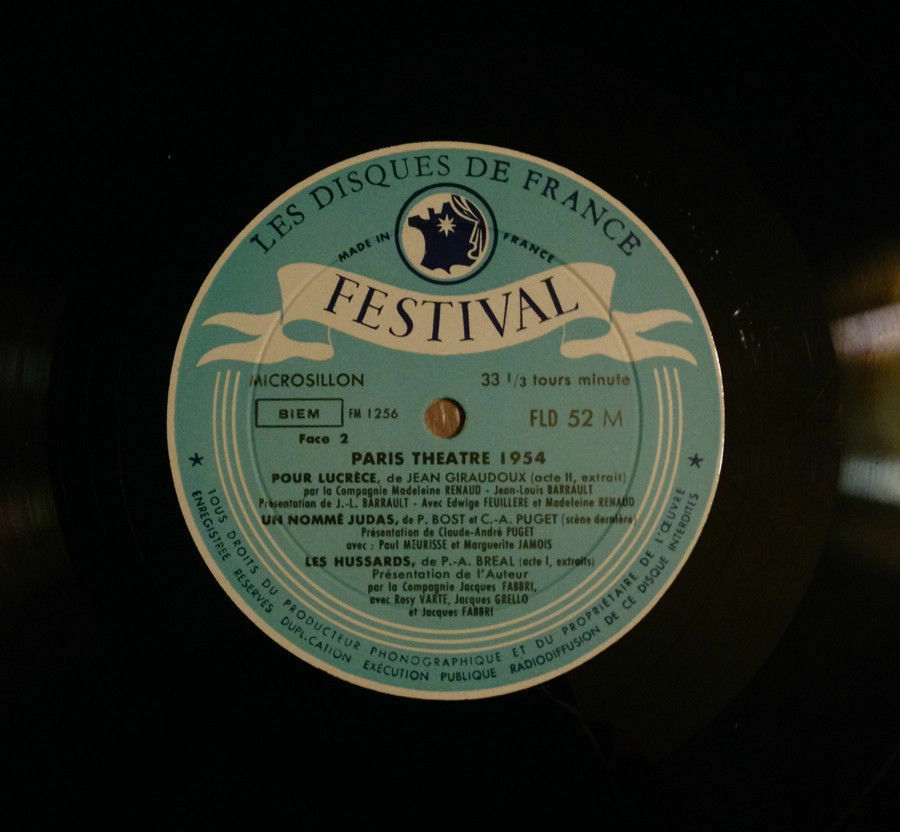 LES DISQUES DE FRANCE
MADE IN FRANCE
FESTIVAL
MICROSILLON 33 1/3 tours minute
BIEM FM 1256 FLD 52 M
Face 2
PARIS THEATRE 1954
POUR LUCRÈCE, de JEAN GIRAUDOUX (acte II, extrait)
par la Compagnie Madeleine RENAUD - Jean-Louis BARRAULT
Présentation de J.-L. BARRAULT - Avec Edwige FEUILLERE et Madeleine RENAUD
UN NOMMÉ JUDAS, de P. BOST et C.-A. PUGET (scène dernière)
Présentation de Claude-André PUGET
avec : Paul MEURISSE et Marguerite JAMOIS
LES HUSSARDS, de P.-A. BREAL (acte I, extraits)
Présentation de l'Auteur
par la Compagnie Jacques FABBRI,
avec Rosy VARTE, Jacques GRELLO
et Jacques FABBRI
★ TOUS DROITS DU PRODUCTEUR PHONOGRAPHIQUE ET DU PROPRIÉTAIRE DE L'ŒUVRE ★
ENREGISTRÉE RESERVES DUPLICATION EXÉCUTION PUBLIQUE RADIODIFFUSION DE CE DISQUE INTERDITES